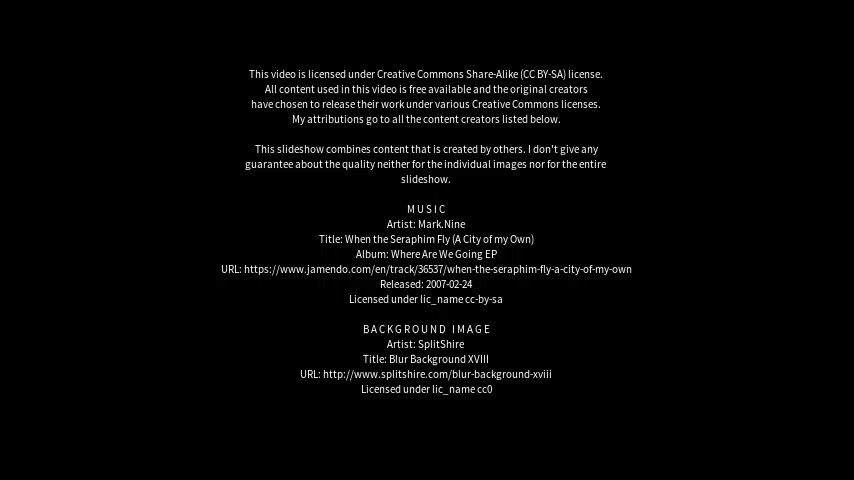 This video is licensed under Creative Commons Share-Alike (CC BY-SA) license.
All content used in this video is free available and the original creators
have chosen to release their work under various Creative Commons licenses.
My attributions go to all the content creators listed below.
This slideshow combines content that is created by others. I don't give any
guarantee about the quality neither for the individual images nor for the entire
slideshow.
M U S I C
Artist: Mark.Nine
Title: When the Seraphim Fly (A City of my Own)
Album: Where Are We Going EP
URL: https://www.jamendo.com/en/track/36537/when-the-seraphim-fly-a-city-of-my-own
Released: 2007-02-24
Licensed under lic_name cc-by-sa
B A C K G R O U N D   I M A G E
Artist: SplitShire
Title: Blur Background XVIII
URL: http://www.splitshire.com/blur-background-xviii
Licensed under lic_name cc0